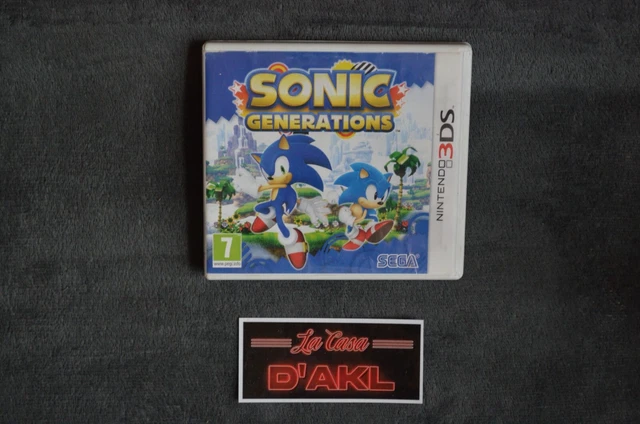 SONIC
GENERATIONS
NINTENDO 3DS
7
www.pegi.info
SEGA
La Casa
D'AKL